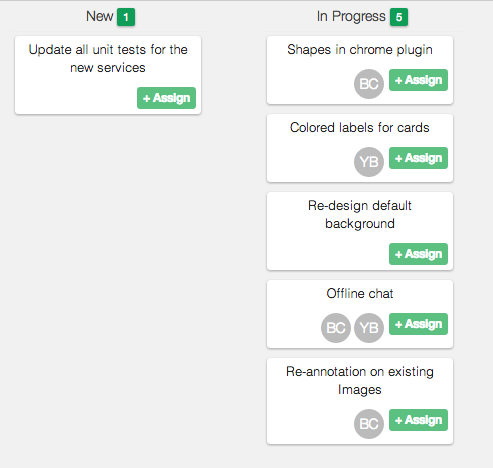 New 1
Update all unit tests for the
new services
+ Assign
In Progress 5
Shapes in chrome plugin
BC + Assign
Colored labels for cards
YB + Assign
Re-design default
background
+ Assign
Offline chat
BC YB + Assign
Re-annotation on existing
Images
BC + Assign